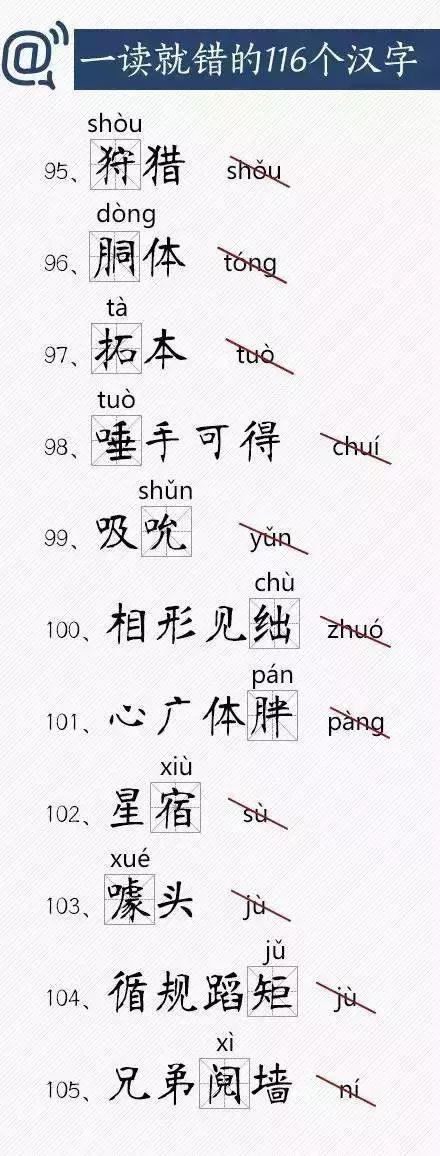 @ 一读就错的116个汉字
shòu
95、狩猎 shǒu
dòng
96、胴体 tóng
tà
97、拓本 tuò
tuò
98、唾手可得 chuí
shǔn
99、吸吮 yǔn
chù
100、相形见绌 zhuó
pán
101、心广体胖 pàng
xiù
102、星宿 sù
xué
103、噱头 jù
jǔ
104、循规蹈矩 jù
xì
105、兄弟阋墙 ní